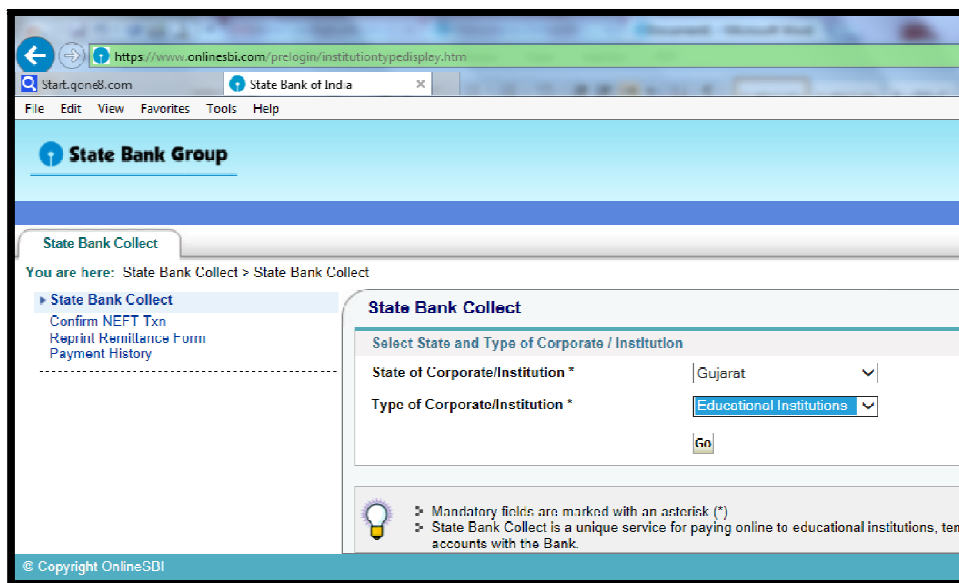 https://www.onlinesbi.com/prelogin/institutiontypedisplay.htm
Start.qone8.com State Bank of India ×
File Edit View Favorites Tools Help
State Bank Group
State Bank Collect
You are here: State Bank Collect > State Bank Collect
State Bank Collect
Confirm NEFT Txn
Reprint Remittance Form
Payment History
State Bank Collect
Select State and Type of Corporate / Institution
State of Corporate/Institution * Gujarat
Type of Corporate/Institution * Educational Institutions
Go
Mandatory fields are marked with an asterisk (*)
State Bank Collect is a unique service for paying online to educational institutions, tem
accounts with the Bank.
© Copyright OnlineSBI